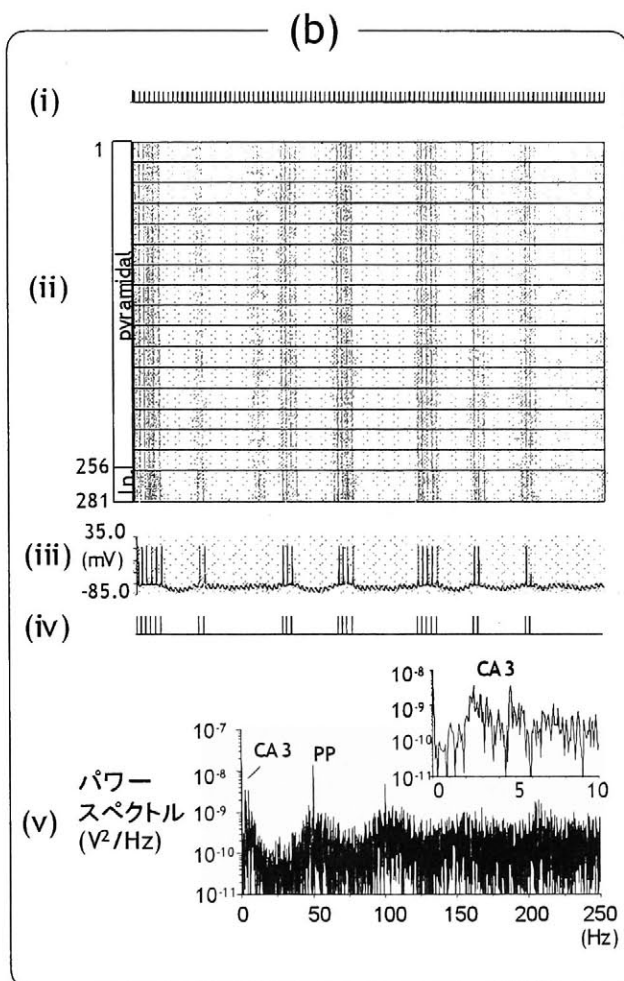 (b)
(i)
1
(ii)
pyramidal
256
In.
281
35.0
(iii) (mV)
-85.0
(iv)
10-8 CA 3
10-9
10-10
10-11
0 5 10
10-7
CA 3 PP
10-8
10-9
10-10
10-11
(v) パワー
スペクトル
(V2/Hz)
0 50 100 150 200 250
(Hz)